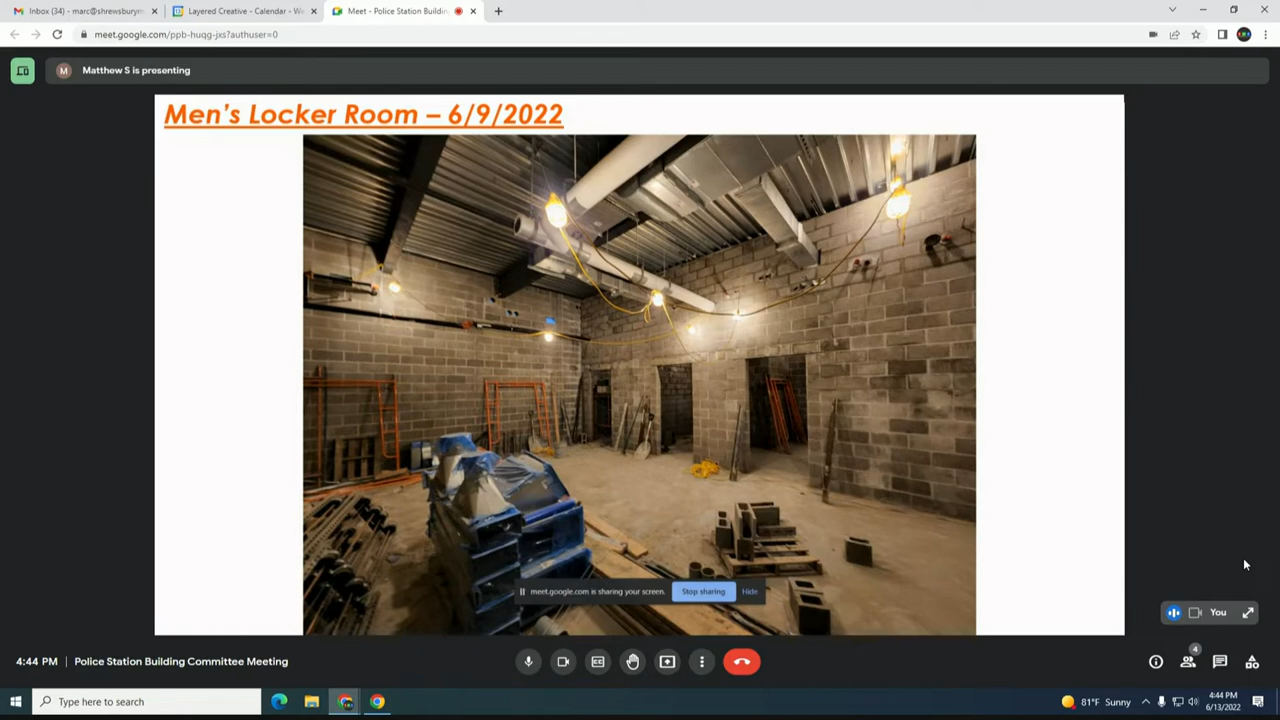 Inbox (34) - marc@shrewsburym
Layered Creative - Calendar - We
Meet - Police Station Buildin
meet.google.com/ppb-huqg-jxs?authuser=0
M
Matthew S is presenting
Men's Locker Room – 6/9/2022
meet.google.com is sharing your screen.
Stop sharing
Hide
You
4:44 PM | Police Station Building Committee Meeting
4
Type here to search
81°F Sunny
4:44 PM
6/13/2022